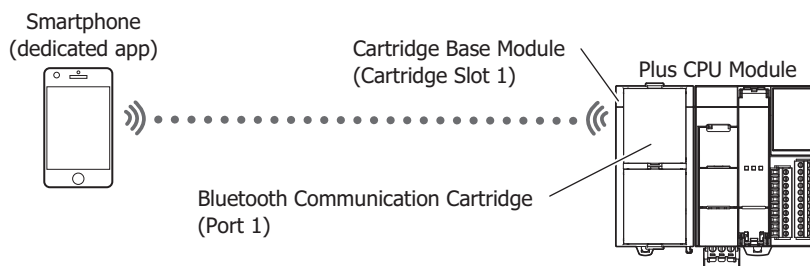 Smartphone
(dedicated app)
Cartridge Base Module
(Cartridge Slot 1)
Plus CPU Module
Bluetooth Communication Cartridge
(Port 1)